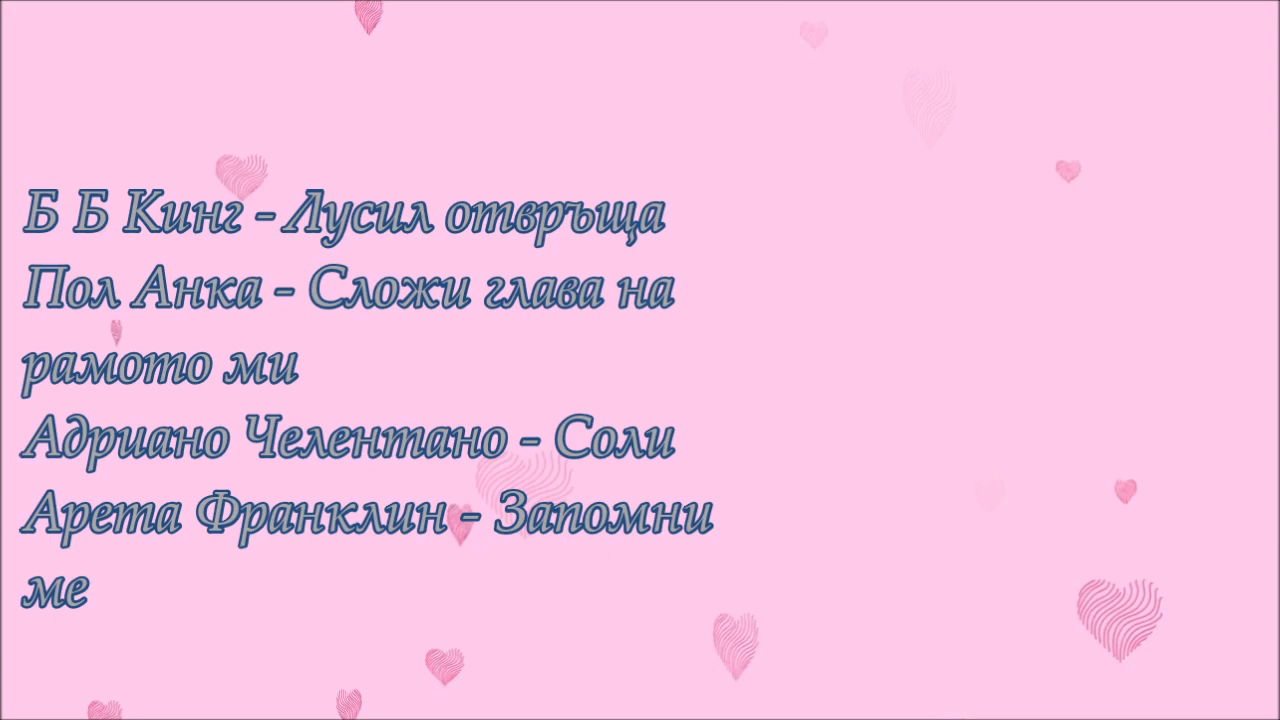 Б Б Кинг - Лусил отвръща
Пол Анка - Сложи глава на
рамото ми
Адриано Челентано - Соли
Арета Франклин - Запомни
ме